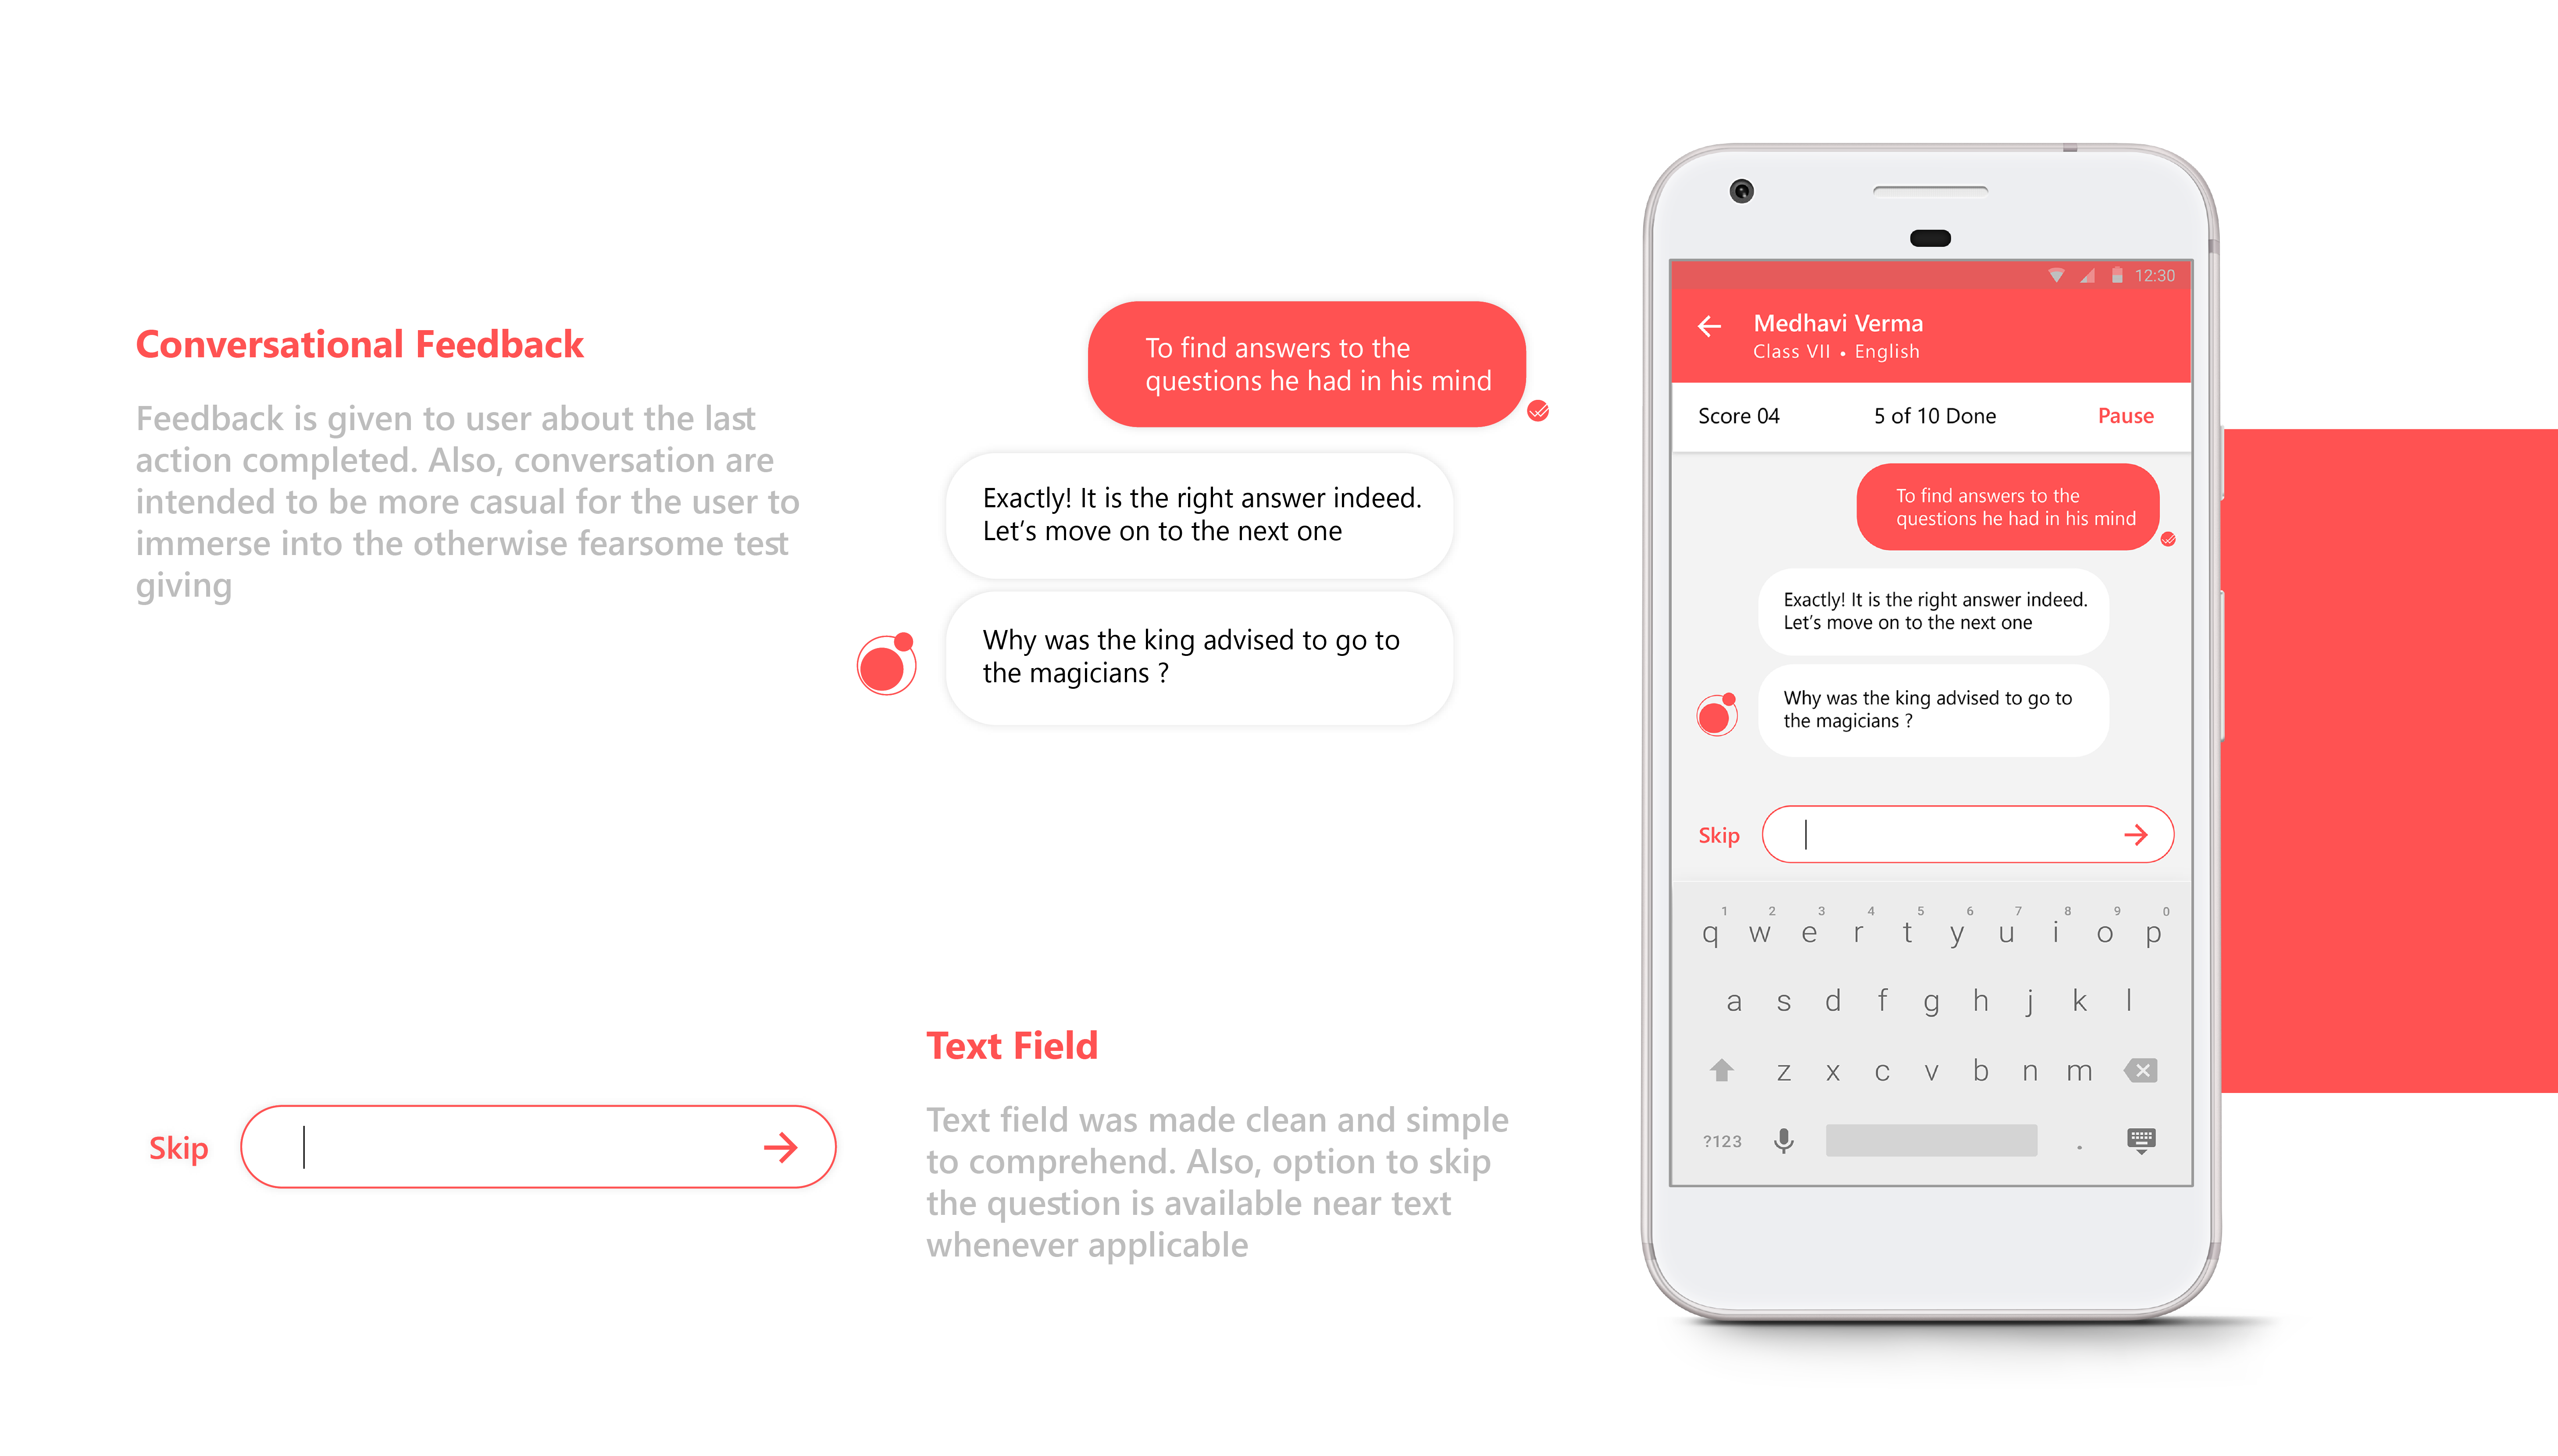 Conversational Feedback
Feedback is given to user about the last
action completed. Also, conversation are
intended to be more casual for the user to
immerse into the otherwise fearsome test
giving
To find answers to the
questions he had in his mind
Exactly! It is the right answer indeed.
Let’s move on to the next one
Why was the king advised to go to
the magicians ?
Skip
Text Field
Text field was made clean and simple
to comprehend. Also, option to skip
the question is available near text
whenever applicable
12:30
Medhavi Verma
Class VII • English
Score 04 5 of 10 Done Pause
To find answers to the
questions he had in his mind
Exactly! It is the right answer indeed.
Let’s move on to the next one
Why was the king advised to go to
the magicians ?
Skip
1 2 3 4 5 6 7 8 9 0
q w e r t y u i o p
a s d f g h j k l
z x c v b n m
?123 .